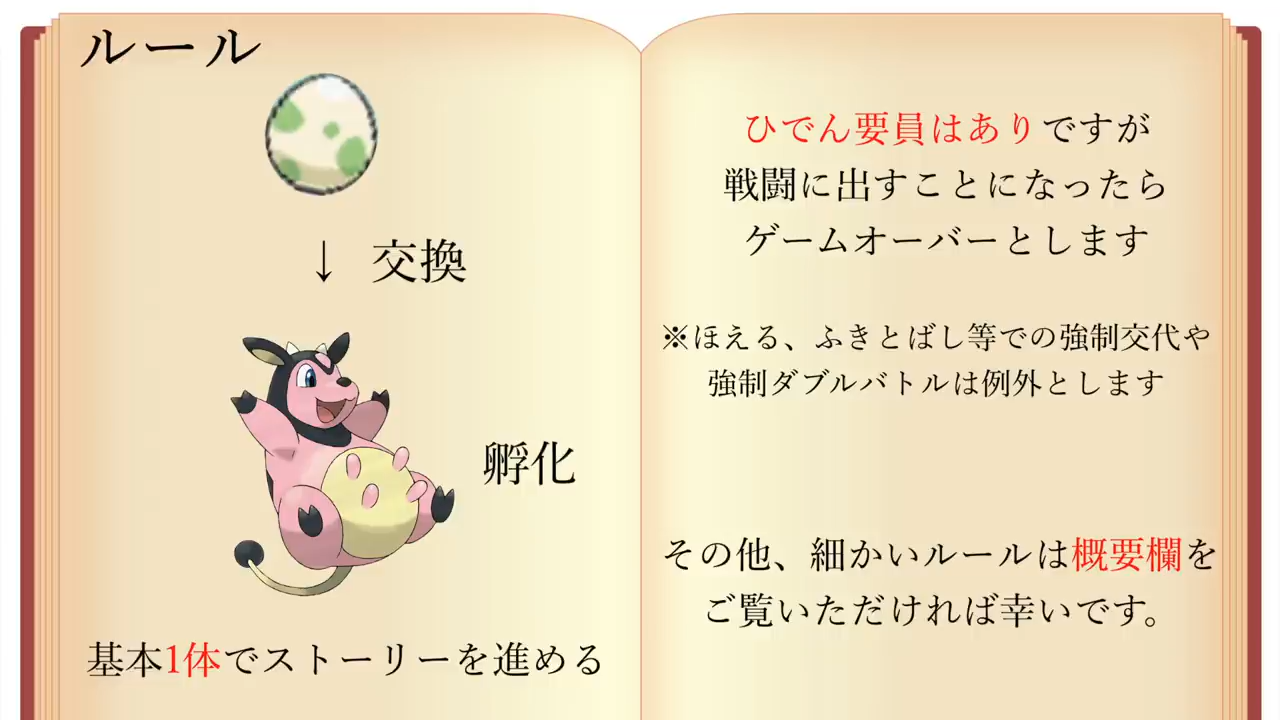 ルール
↓ 交換
孵化
基本1体でストーリーを進める
ひでん要員はありですが
戦闘に出すことになったら
ゲームオーバーとします
※ほえる、ふきとばし等での強制交代や
強制ダブルバトルは例外とします
その他、細かいルールは概要欄を
ご覧いただければ幸いです。